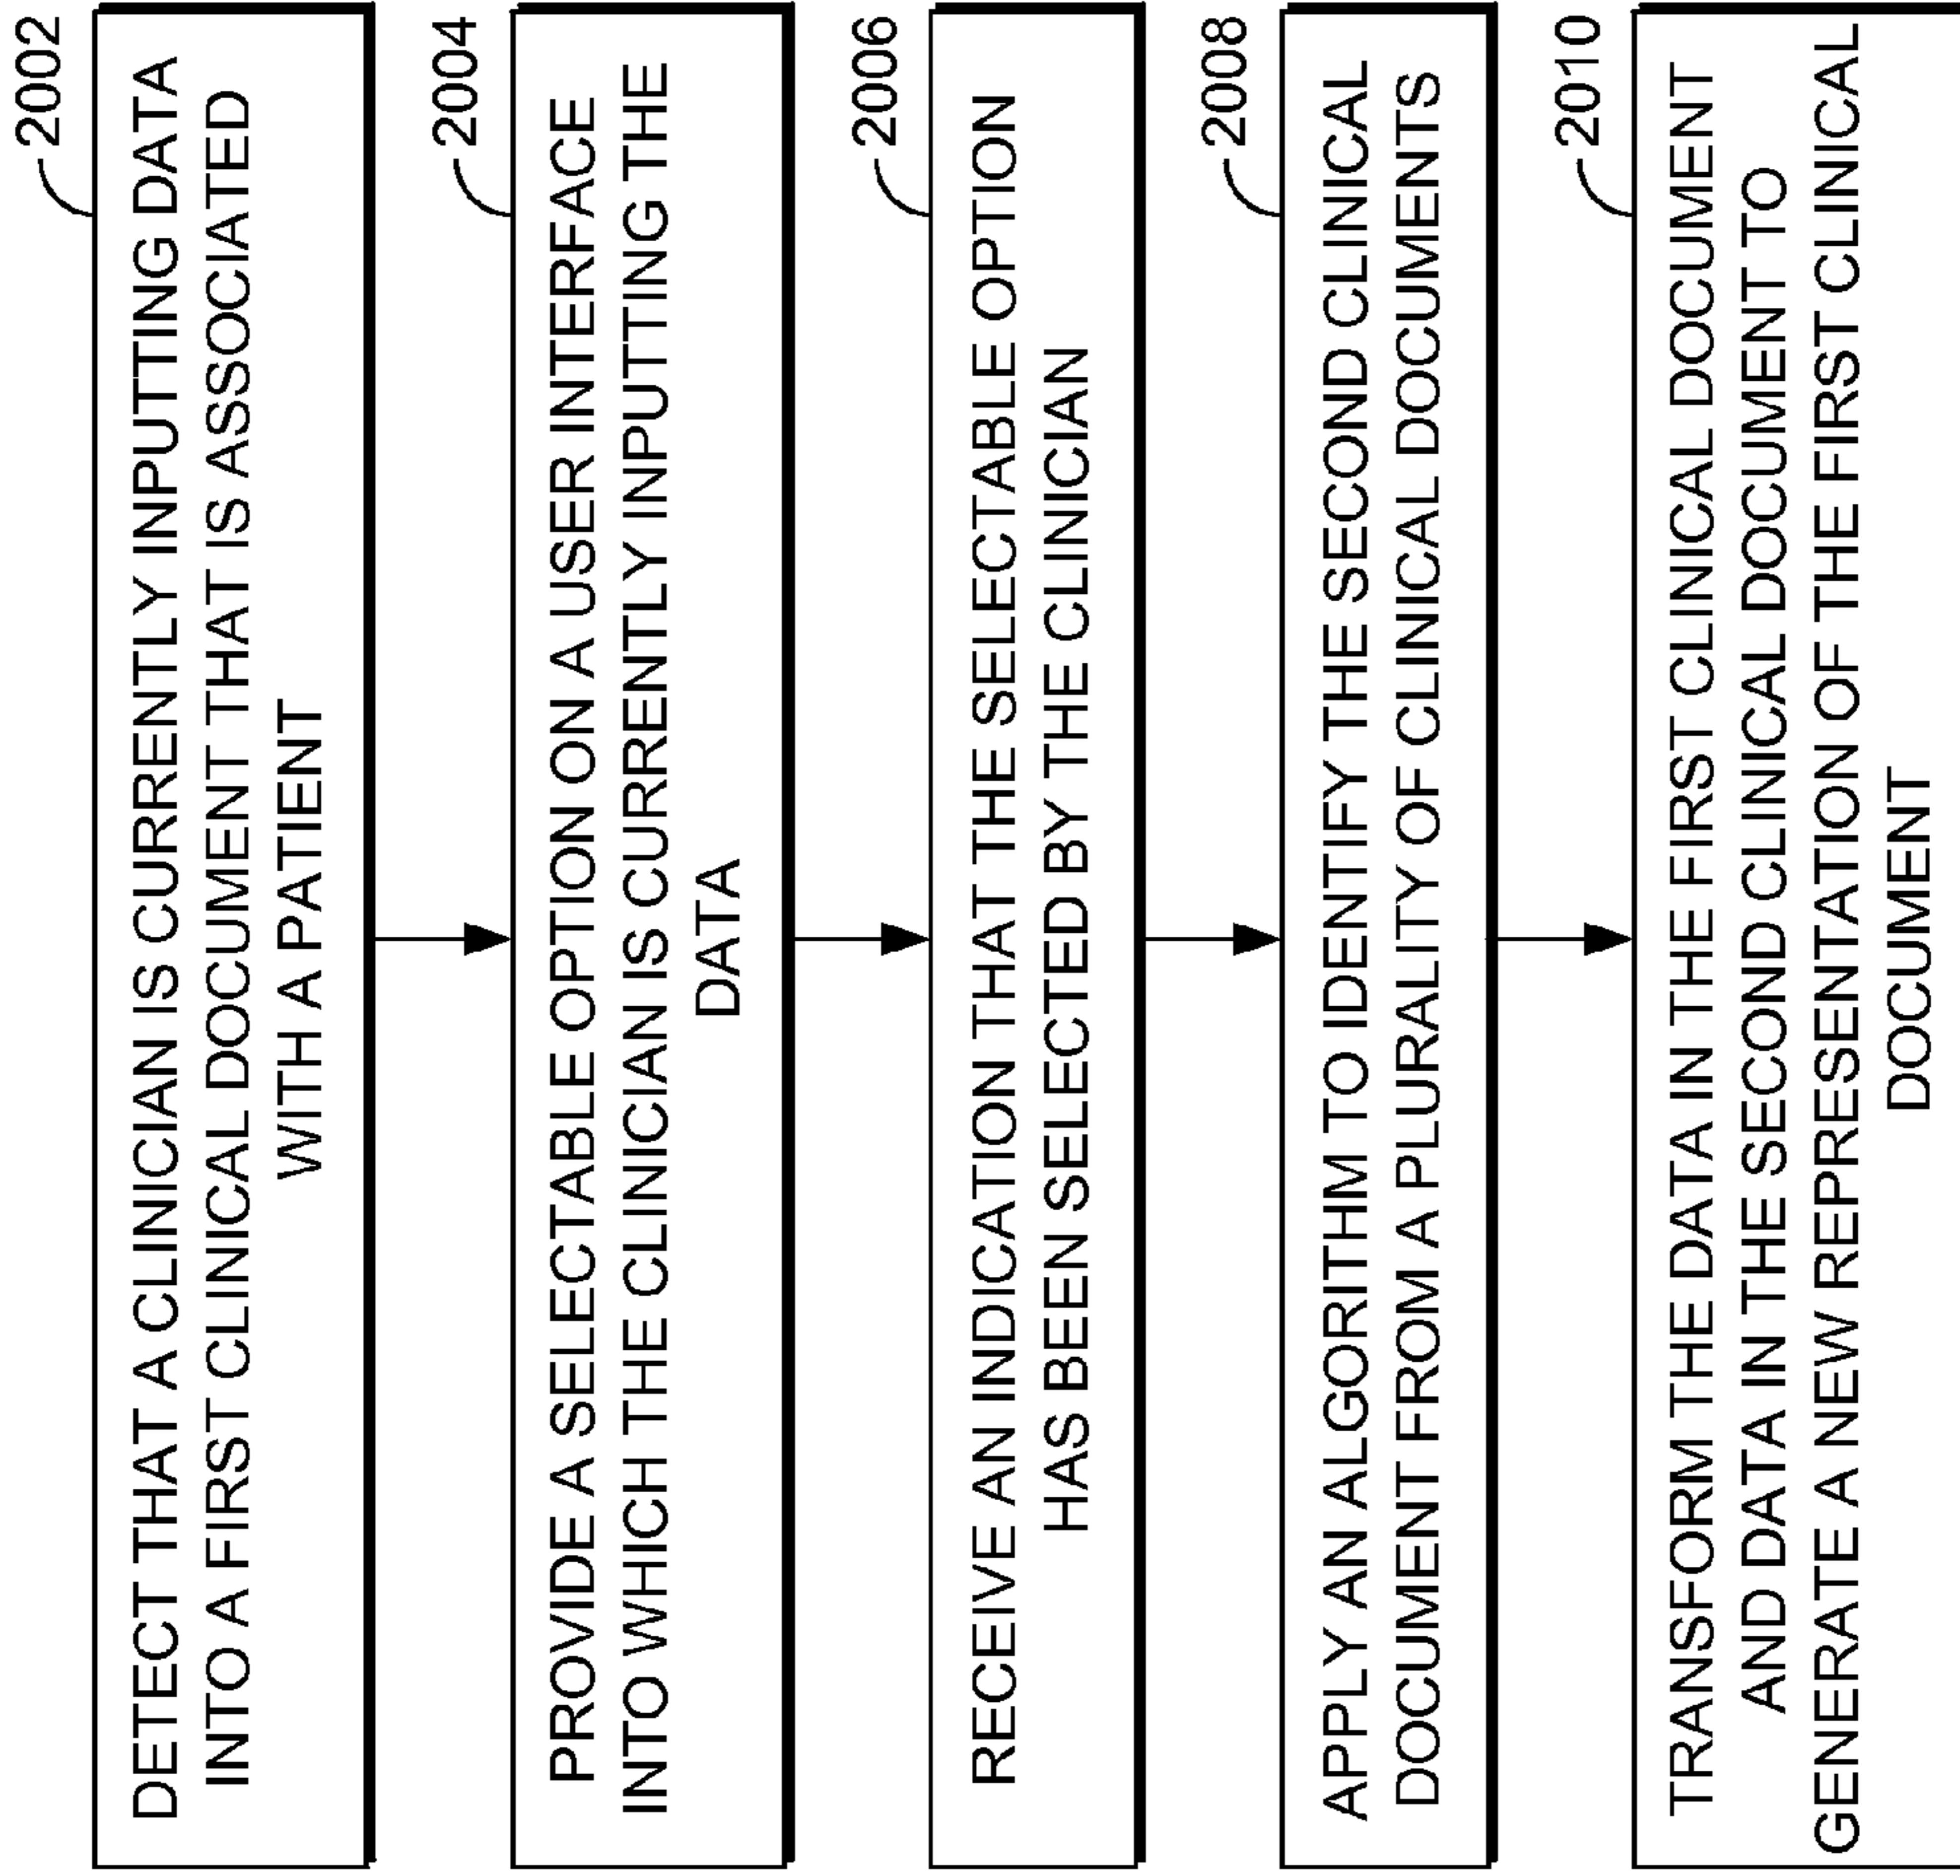 2002
DETECT THAT A CLINICIAN IS CURRENTLY INPUTTING DATA
INTO A FIRST CLINICAL DOCUMENT THAT IS ASSOCIATED
WITH A PATIENT
2004
PROVIDE A SELECTABLE OPTION ON A USER INTERFACE
INTO WHICH THE CLINICIAN IS CURRENTLY INPUTTING THE
DATA
2006
RECEIVE AN INDICATION THAT THE SELECTABLE OPTION
HAS BEEN SELECTED BY THE CLINICIAN
2008
APPLY AN ALGORITHM TO IDENTIFY THE SECOND CLINICAL
DOCUMENT FROM A PLURALITY OF CLINICAL DOCUMENTS
2010
TRANSFORM THE DATA IN THE FIRST CLINICAL DOCUMENT
AND DATA IN THE SECOND CLINICAL DOCUMENT TO
GENERATE A NEW REPRESENTATION OF THE FIRST CLINICAL
DOCUMENT